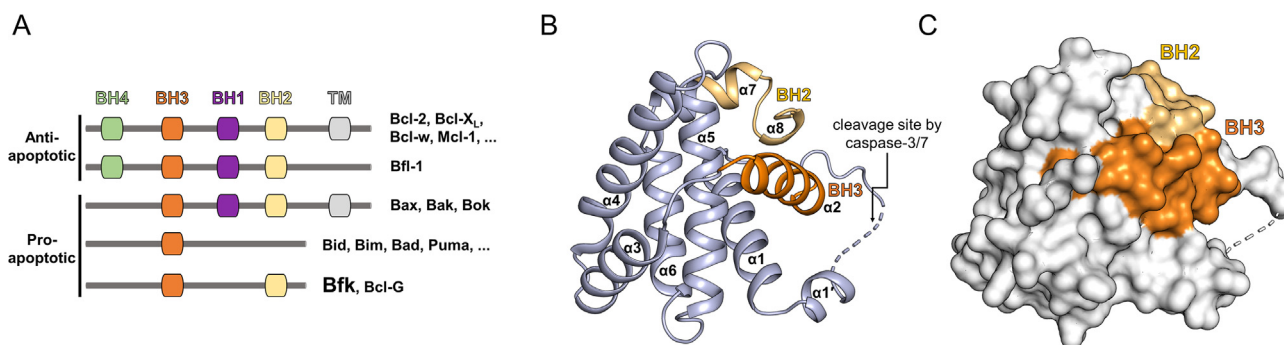 A
BH4 BH3 BH1 BH2 TM
Anti-
apoptotic
Bcl-2, Bcl-XL,
Bcl-w, Mcl-1, ...
Bfl-1
Pro-
apoptotic
Bax, Bak, Bok
Bid, Bim, Bad, Puma, ...
Bfk, Bcl-G
B
α7
BH2
α8
α5
cleavage site by
caspase-3/7
BH3
α2
α4
α3
α6
α1
α1'
C
BH2
BH3